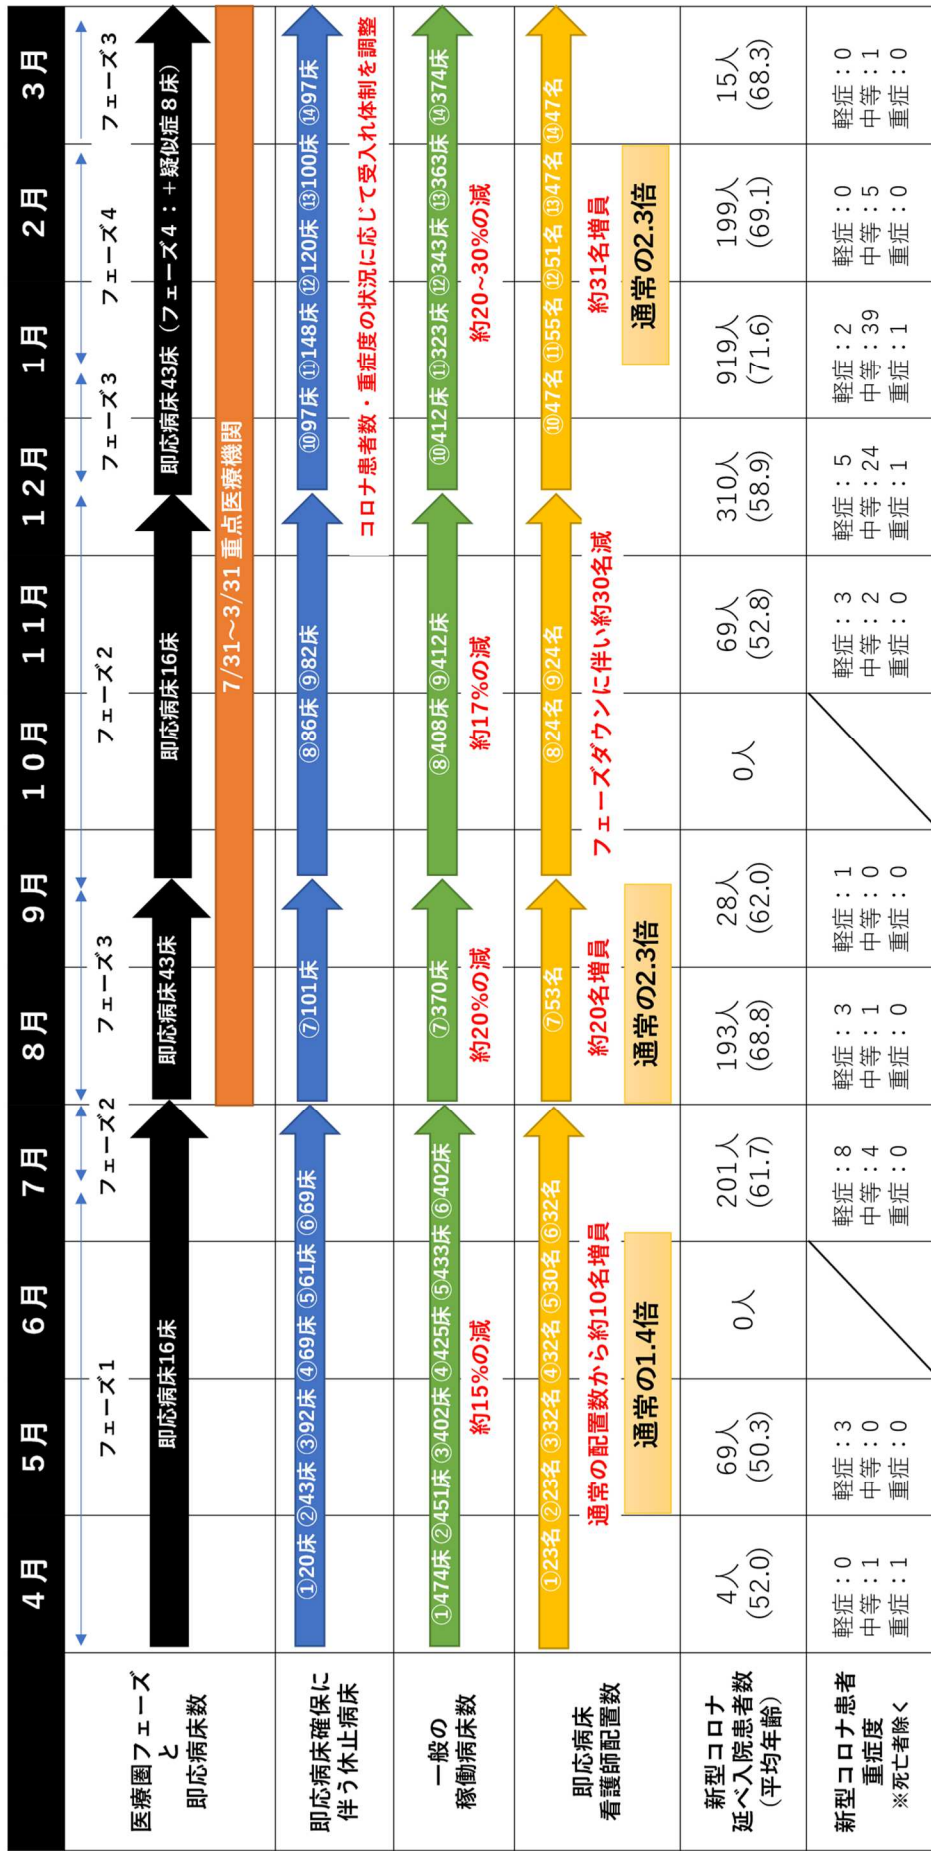 4月 5月 6月 7月 8月 9月 10月 11月 12月 1月 2月 3月
医療圏フェーズ
と
即応病床数
フェーズ1 フェーズ2 フェーズ3 フェーズ2 フェーズ3 フェーズ4 フェーズ3
即応病床16床 即応病床43床 即応病床16床 即応病床43床（フェーズ4：＋疑似症8床）
7/31～3/31 重点医療機関
即応病床確保に
伴う休止病床
①20床 ②43床 ③92床 ④69床 ⑤61床 ⑥69床 ⑦101床 ⑧86床 ⑨82床 ⑩97床 ⑪148床 ⑫120床 ⑬100床 ⑭97床
コロナ患者数・重症度の状況に応じて受入れ体制を調整
一般の
稼働病床数
①474床 ②451床 ③402床 ④425床 ⑤433床 ⑥402床 ⑦370床 ⑧408床 ⑨412床 ⑩412床 ⑪323床 ⑫343床 ⑬363床 ⑭374床
約15%の減 約20%の減 約17%の減 約20~30%の減
即応病床
看護師配置数
①23名 ②23名 ③32名 ④32名 ⑤30名 ⑥32名 ⑦53名 ⑧24名 ⑨24名 ⑩47名 ⑪55名 ⑫51名 ⑬47名 ⑭47名
通常の配置数から約10名増員 約20名増員 フェーズダウンに伴い約30名減 約31名増員
通常の1.4倍 通常の2.3倍 通常の2.3倍
新型コロナ
延べ入院患者数
（平均年齢）
4人 69人 0人 201人 193人 28人 0人 69人 310人 919人 199人 15人
(52.0) (50.3) (61.7) (68.8) (62.0) (52.8) (58.9) (71.6) (69.1) (68.3)
新型コロナ患者
重症度
※死亡者除く
軽症：0 軽症：3 軽症：8 軽症：3 軽症：1 軽症：3 軽症：5 軽症：2 軽症：0 軽症：0
中等：1 中等：0 中等：4 中等：1 中等：0 中等：2 中等：24 中等：39 中等：5 中等：1
重症：1 重症：0 重症：0 重症：0 重症：0 重症：0 重症：1 重症：1 重症：0 重症：0